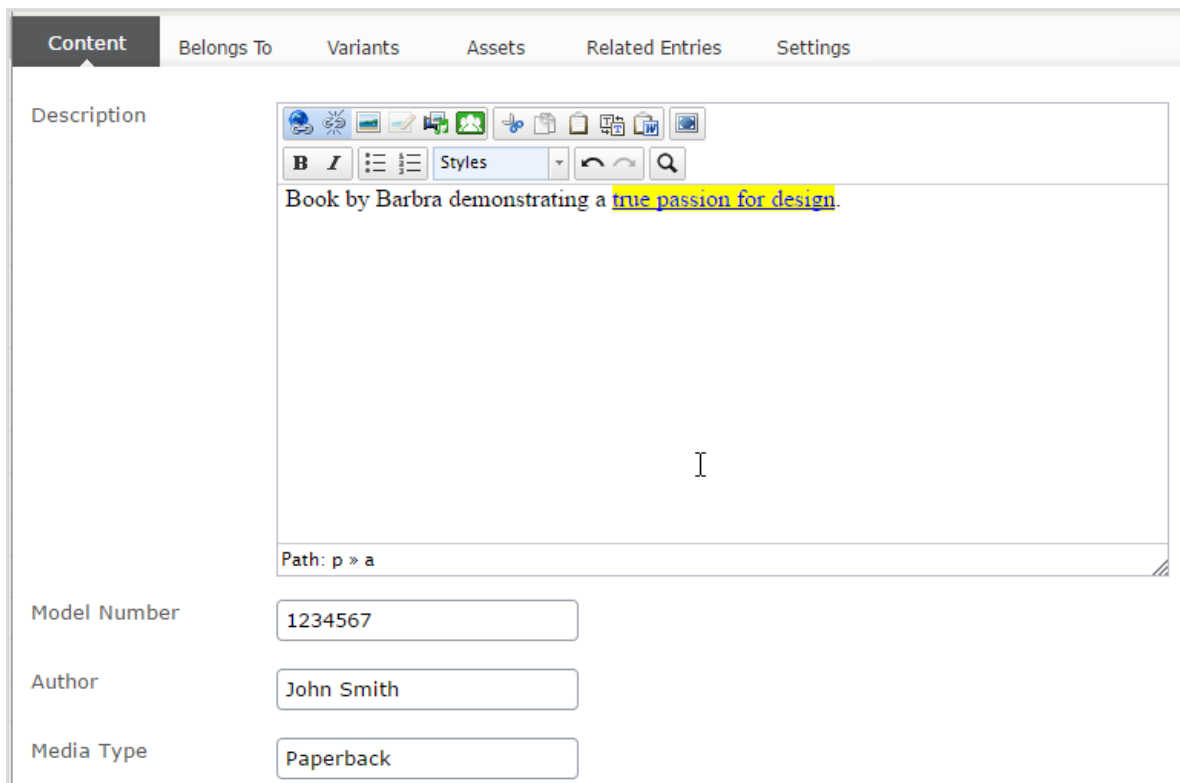 Content Belongs To Variants Assets Related Entries Settings
Description
B I Styles
Book by Barbra demonstrating a true passion for design.
Path: p » a
Model Number 1234567
Author John Smith
Media Type Paperback